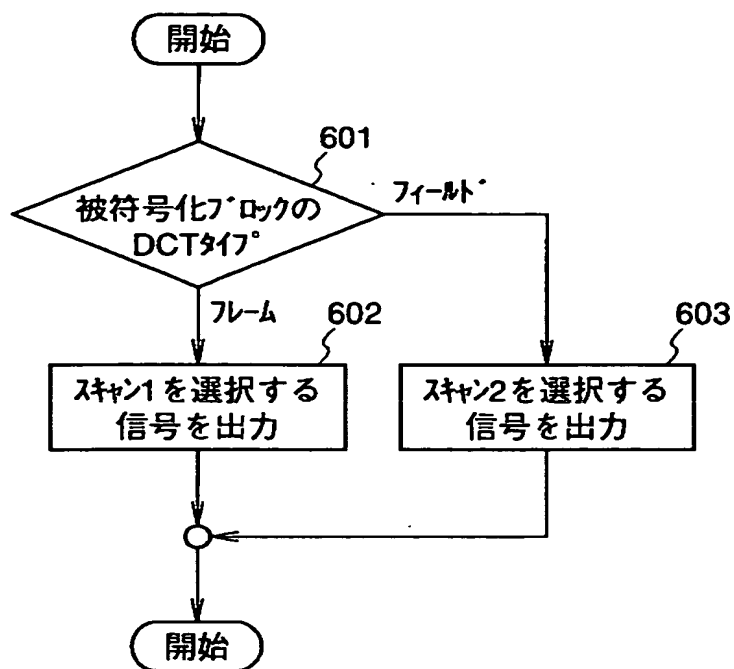 開始
601
被符号化ブロックの
DCTタイプ
フィールド
フレーム
602
603
スキャン1を選択する
信号を出力
スキャン2を選択する
信号を出力
開始